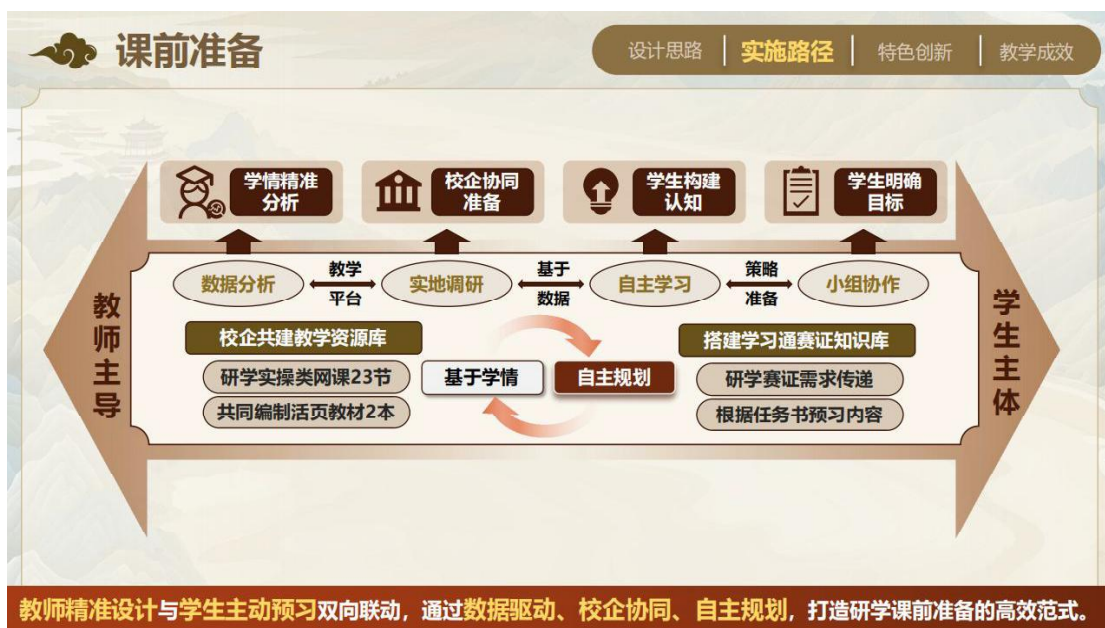 课前准备
设计思路
实施路径
特色创新
教学成效
学情精准
分析
校企协同
准备
学生构建
认知
学生明确
目标
教师主导
数据分析
教学
平台
实地调研
基于
数据
自主学习
策略
准备
小组协作
校企共建教学资源库
研学实操类网课23节
共同编制活页教材2本
基于学情
自主规划
搭建学习通赛证知识库
研学赛证需求传递
根据任务书预习内容
学生主体
教师精准设计与学生主动预习双向联动，通过数据驱动、校企协同、自主规划，打造研学课前准备的高效范式。